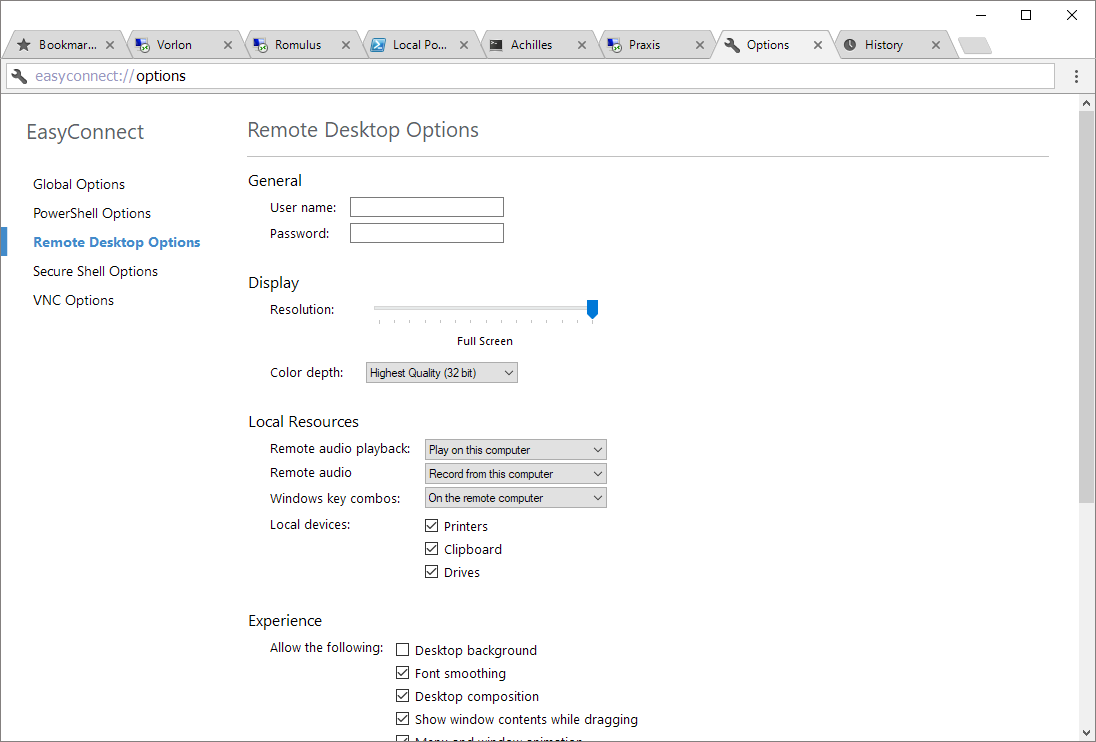 Bookmar... Vorlon Romulus Local Po... Achilles Praxis Options History
easyconnect://options
EasyConnect
Global Options
PowerShell Options
Remote Desktop Options
Secure Shell Options
VNC Options
Remote Desktop Options
General
User name:
Password:
Display
Resolution:
Full Screen
Color depth: Highest Quality (32 bit)
Local Resources
Remote audio playback: Play on this computer
Remote audio Record from this computer
Windows key combos: On the remote computer
Local devices: Printers
Clipboard
Drives
Experience
Allow the following: Desktop background
Font smoothing
Desktop composition
Show window contents while dragging
Menu and window animation